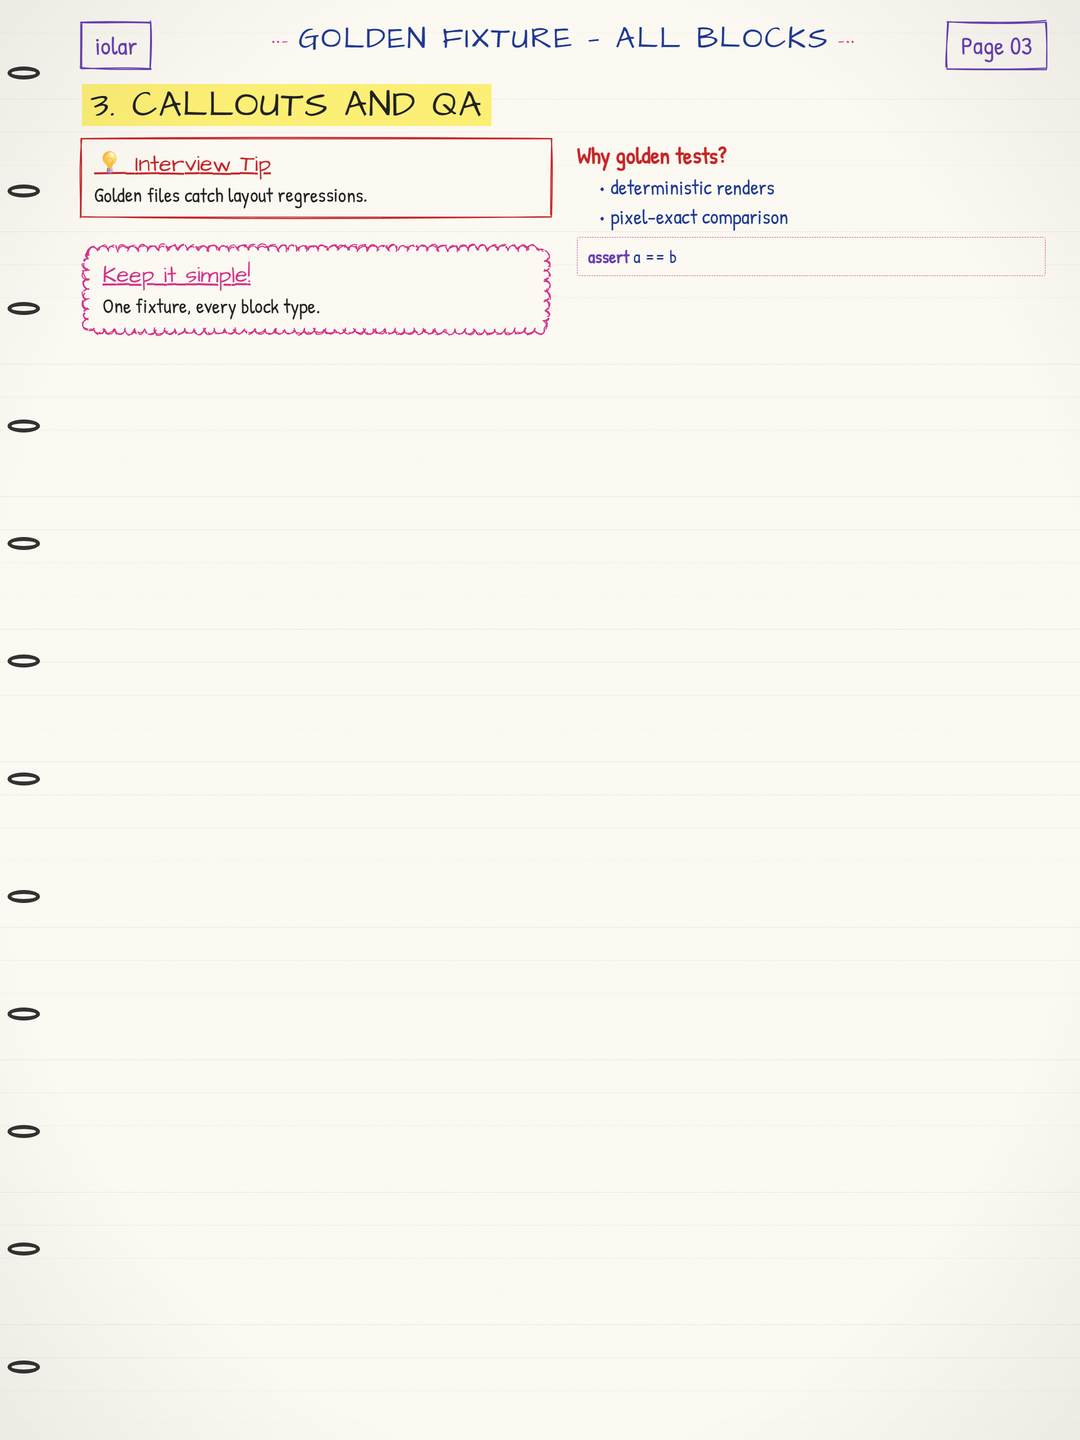 iolar
GOLDEN FIXTURE - ALL BLOCKS
Page 03
3. CALLOUTS AND QA
💡 Interview Tip
Golden files catch layout regressions.
Keep it simple!
One fixture, every block type.
Why golden tests?
• deterministic renders
• pixel-exact comparison
assert a == b